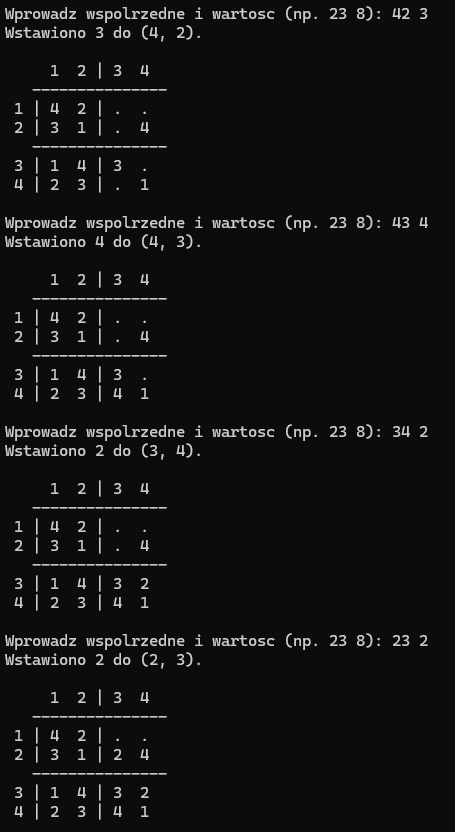 Wprowadz wspolrzedne i wartosc (np. 23 8): 42 3
Wstawiono 3 do (4, 2).
1 2 | 3 4
---------------
1 | 4 2 | . .
2 | 3 1 | . 4
---------------
3 | 1 4 | 3 .
4 | 2 3 | . 1
Wprowadz wspolrzedne i wartosc (np. 23 8): 43 4
Wstawiono 4 do (4, 3).
1 2 | 3 4
---------------
1 | 4 2 | . .
2 | 3 1 | . 4
---------------
3 | 1 4 | 3 .
4 | 2 3 | 4 1
Wprowadz wspolrzedne i wartosc (np. 23 8): 34 2
Wstawiono 2 do (3, 4).
1 2 | 3 4
---------------
1 | 4 2 | . .
2 | 3 1 | . 4
---------------
3 | 1 4 | 3 2
4 | 2 3 | 4 1
Wprowadz wspolrzedne i wartosc (np. 23 8): 23 2
Wstawiono 2 do (2, 3).
1 2 | 3 4
---------------
1 | 4 2 | . .
2 | 3 1 | 2 4
---------------
3 | 1 4 | 3 2
4 | 2 3 | 4 1